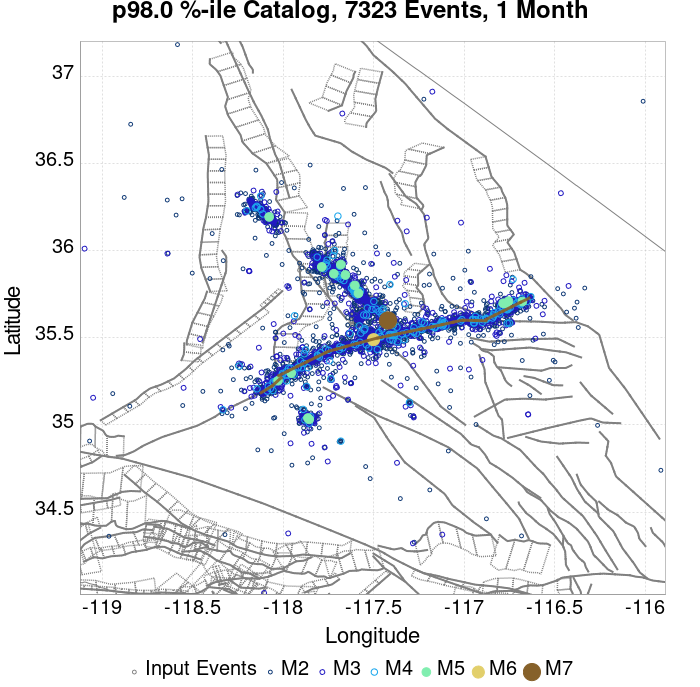 p98.0 %-ile Catalog, 7323 Events, 1 Month
37
36.5
36
35.5
35
34.5
Latitude
-119 -118.5 -118 -117.5 -117 -116.5 -116
Longitude
Input Events M2 M3 M4 M5 M6 M7